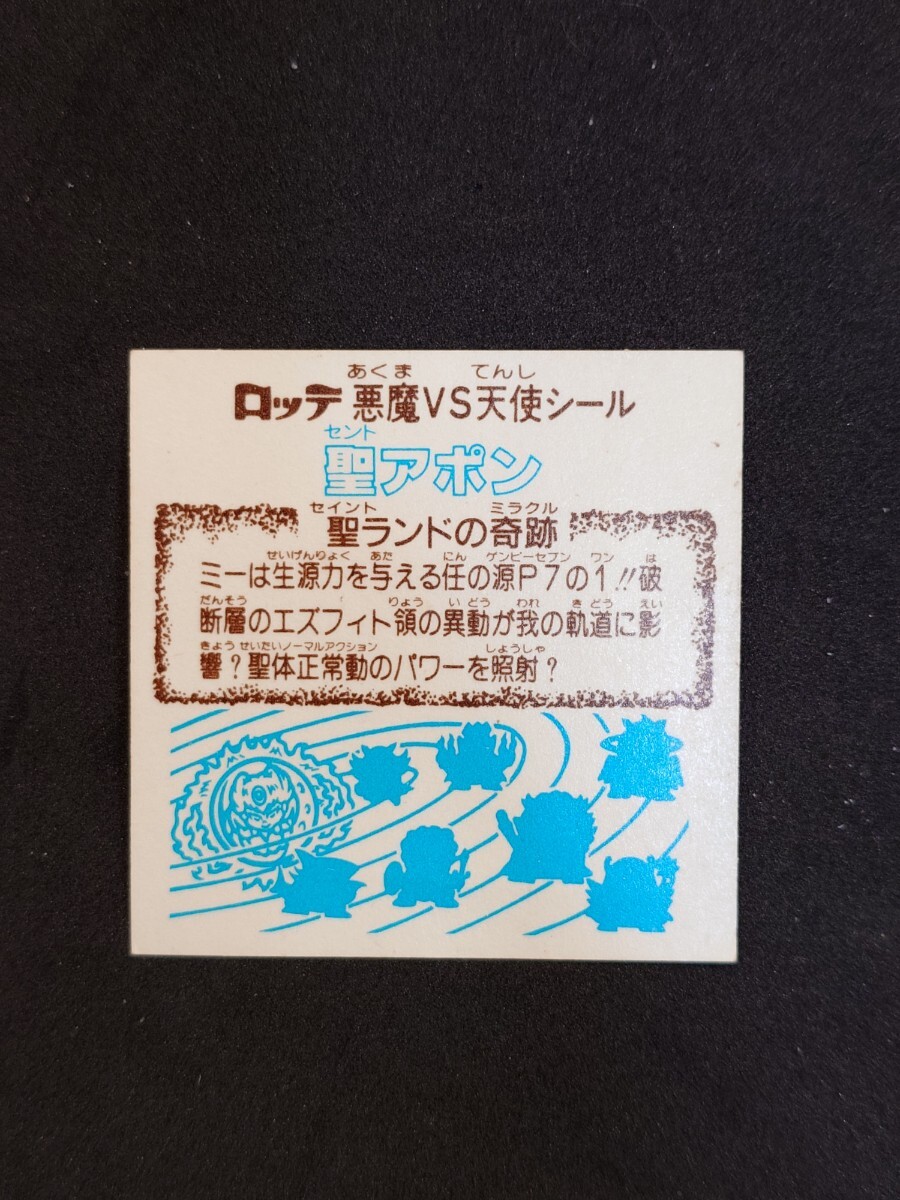 あくま てんし
ロッテ 悪魔VS天使シール
セント
聖アポン
セイント ミラクル
聖ランドの奇跡
せいげんりょく あた にん ゲンピーセブン ワン は
ミーは生源力を与える任の源P7の1!!破
だんそう りょう い どう われ き どう えい
断層のエズフィト領の異動が我の軌道に影
きょう せいたいノーマルアクション しょうしゃ
響?聖体正常動のパワーを照射?